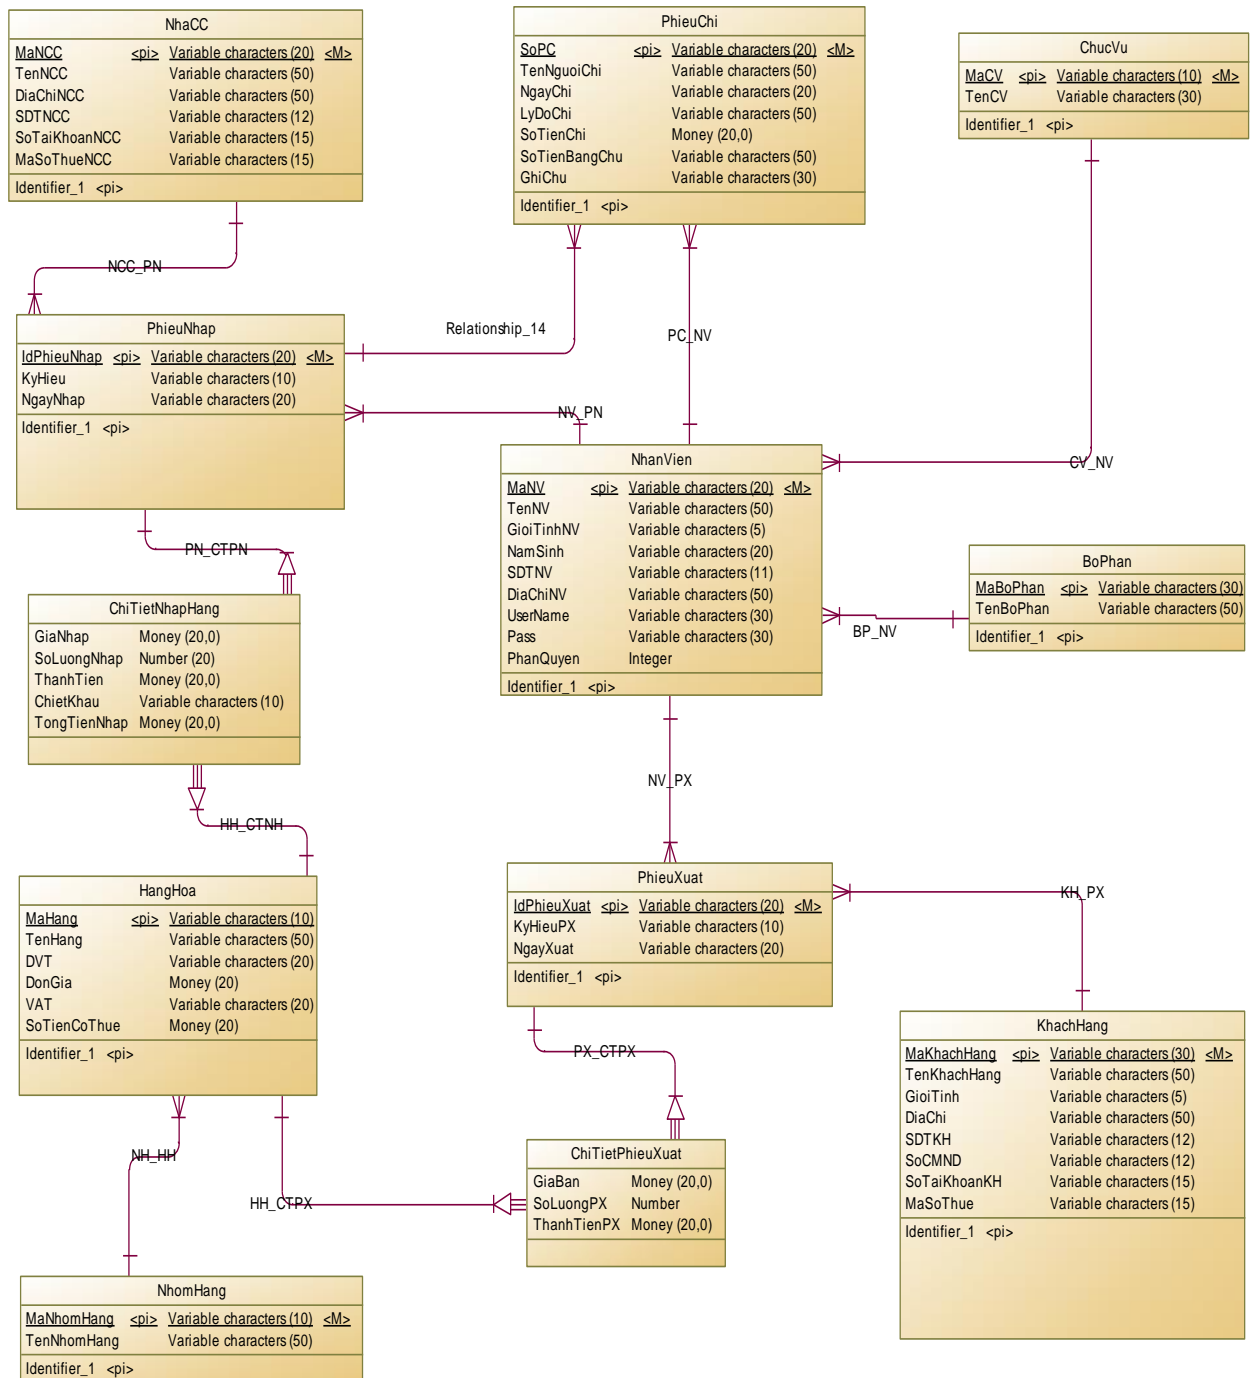 NhaCC
MaNCC <pi> Variable characters (20) <M>
TenNCC Variable characters (50)
DiaChiNCC Variable characters (50)
SDTNCC Variable characters (12)
SoTaiKhoanNCC Variable characters (15)
MaSoThueNCC Variable characters (15)
Identifier_1 <pi>
PhieuChi
SoPC <pi> Variable characters (20) <M>
TenNguoiChi Variable characters (50)
NgayChi Variable characters (20)
LyDoChi Variable characters (50)
SoTienChi Money (20,0)
SoTienBangChu Variable characters (50)
GhiChu Variable characters (30)
Identifier_1 <pi>
ChucVu
MaCV <pi> Variable characters (10) <M>
TenCV Variable characters (30)
Identifier_1 <pi>
NCC_PN
Relationship_14
PC_NV
PhieuNhap
IdPhieuNhap <pi> Variable characters (20) <M>
KyHieu Variable characters (10)
NgayNhap Variable characters (20)
Identifier_1 <pi>
NV_PN
CV_NV
NhanVien
MaNV <pi> Variable characters (20) <M>
TenNV Variable characters (50)
GioiTinhNV Variable characters (5)
NamSinh Variable characters (20)
SDTNV Variable characters (11)
DiaChiNV Variable characters (50)
UserName Variable characters (30)
Pass Variable characters (30)
PhanQuyen Integer
Identifier_1 <pi>
BoPhan
MaBoPhan <pi> Variable characters (30)
TenBoPhan Variable characters (50)
Identifier_1 <pi>
BP_NV
PN_CTPN
ChiTietNhapHang
GiaNhap Money (20,0)
SoLuongNhap Number (20)
ThanhTien Money (20,0)
ChietKhau Variable characters (10)
TongTienNhap Money (20,0)
HH_CTNH
NV_PX
HangHoa
MaHang <pi> Variable characters (10)
TenHang Variable characters (50)
DVT Variable characters (20)
DonGia Money (20)
VAT Variable characters (20)
SoTienCoThue Money (20)
Identifier_1 <pi>
PhieuXuat
IdPhieuXuat <pi> Variable characters (20) <M>
KyHieuPX Variable characters (10)
NgayXuat Variable characters (20)
Identifier_1 <pi>
KH_PX
KhachHang
MaKhachHang <pi> Variable characters (30) <M>
TenKhachHang Variable characters (50)
GioiTinh Variable characters (5)
DiaChi Variable characters (50)
SDTKH Variable characters (12)
SoCMND Variable characters (12)
SoTaiKhoanKH Variable characters (15)
MaSoThue Variable characters (15)
Identifier_1 <pi>
PX_CTPX
NH_HH
HH_CTPX
ChiTietPhieuXuat
GiaBan Money (20,0)
SoLuongPX Number
ThanhTienPX Money (20,0)
NhomHang
MaNhomHang <pi> Variable characters (10) <M>
TenNhomHang Variable characters (50)
Identifier_1 <pi>